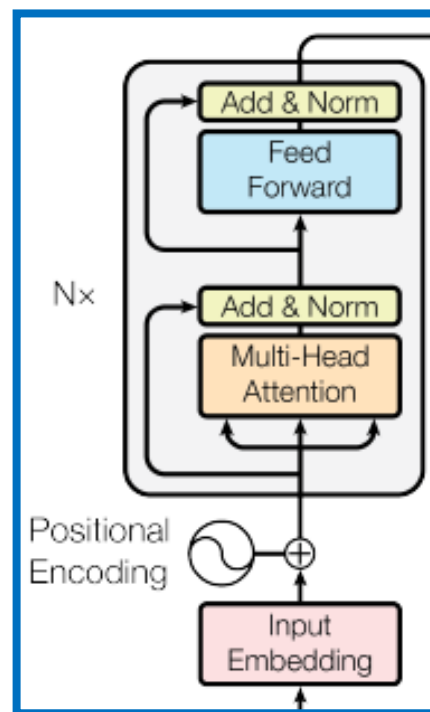 Add & Norm
Feed
Forward
Nx
Add & Norm
Multi-Head
Attention
Positional
Encoding
Input
Embedding